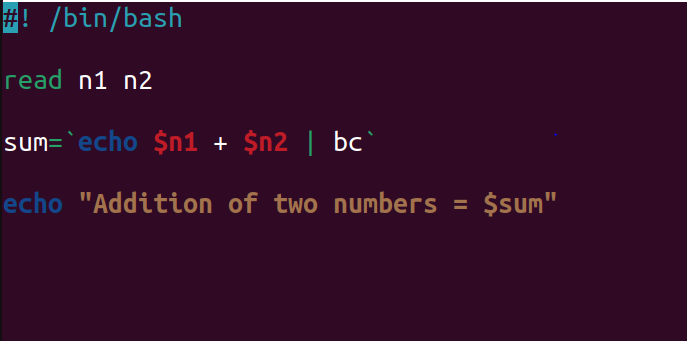 #! /bin/bash
read n1 n2
sum=`echo $n1 + $n2 | bc`
echo "Addition of two numbers = $sum"